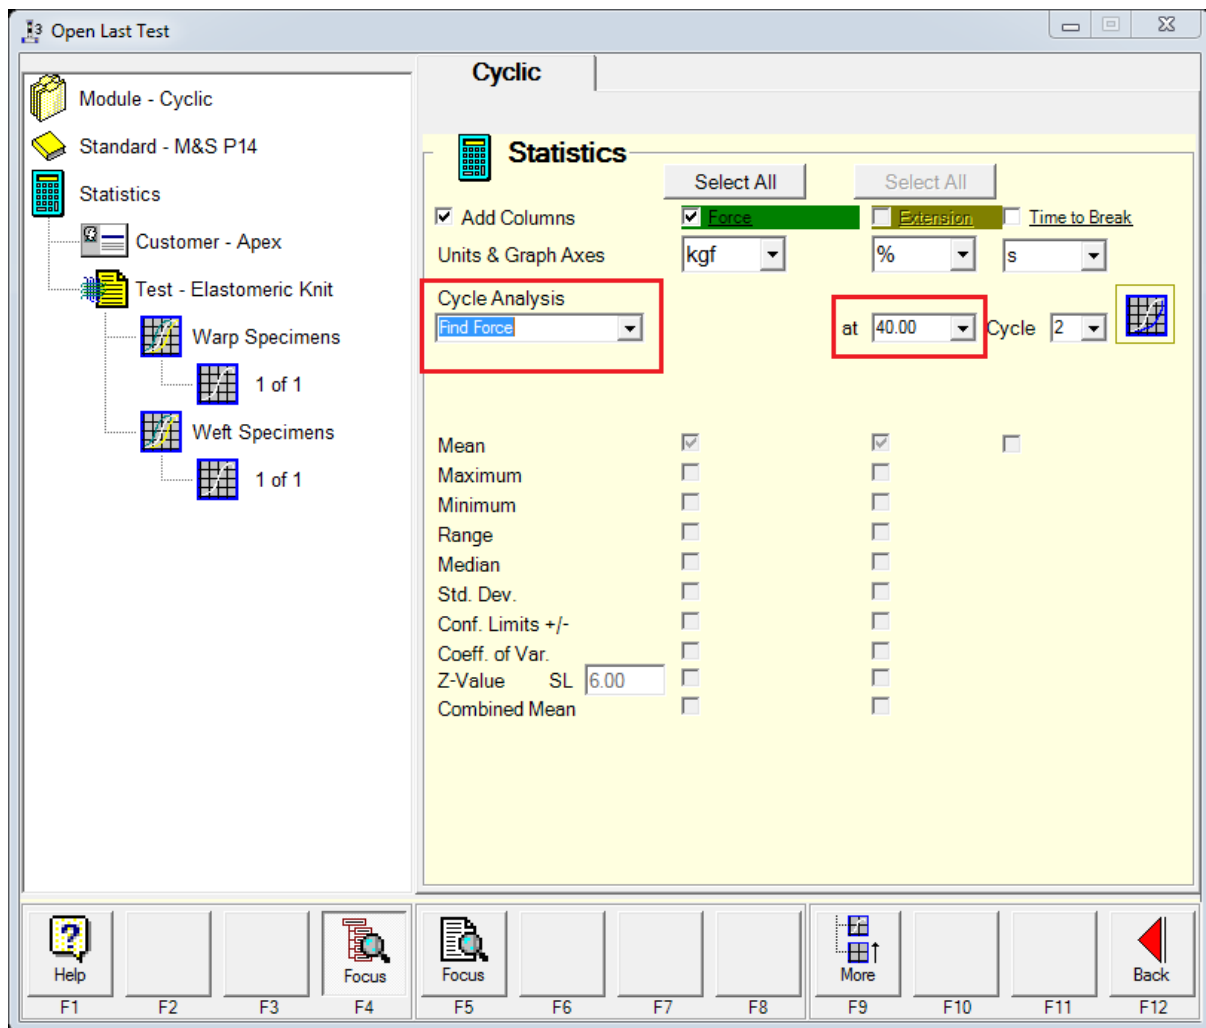 Open Last Test
Module - Cyclic
Standard - M&S P14
Statistics
Customer - Apex
Test - Elastomeric Knit
Warp Specimens
1 of 1
Weft Specimens
1 of 1
Cyclic
Statistics
Select All Select All
Add Columns Force Extension Time to Break
Units & Graph Axes kgf % s
Cycle Analysis
Find Force at 40.00 Cycle 2
Mean
Maximum
Minimum
Range
Median
Std. Dev.
Conf. Limits +/-
Coeff. of Var.
Z-Value SL 6.00
Combined Mean
Help Focus Focus More Back
F1 F2 F3 F4 F5 F6 F7 F8 F9 F10 F11 F12